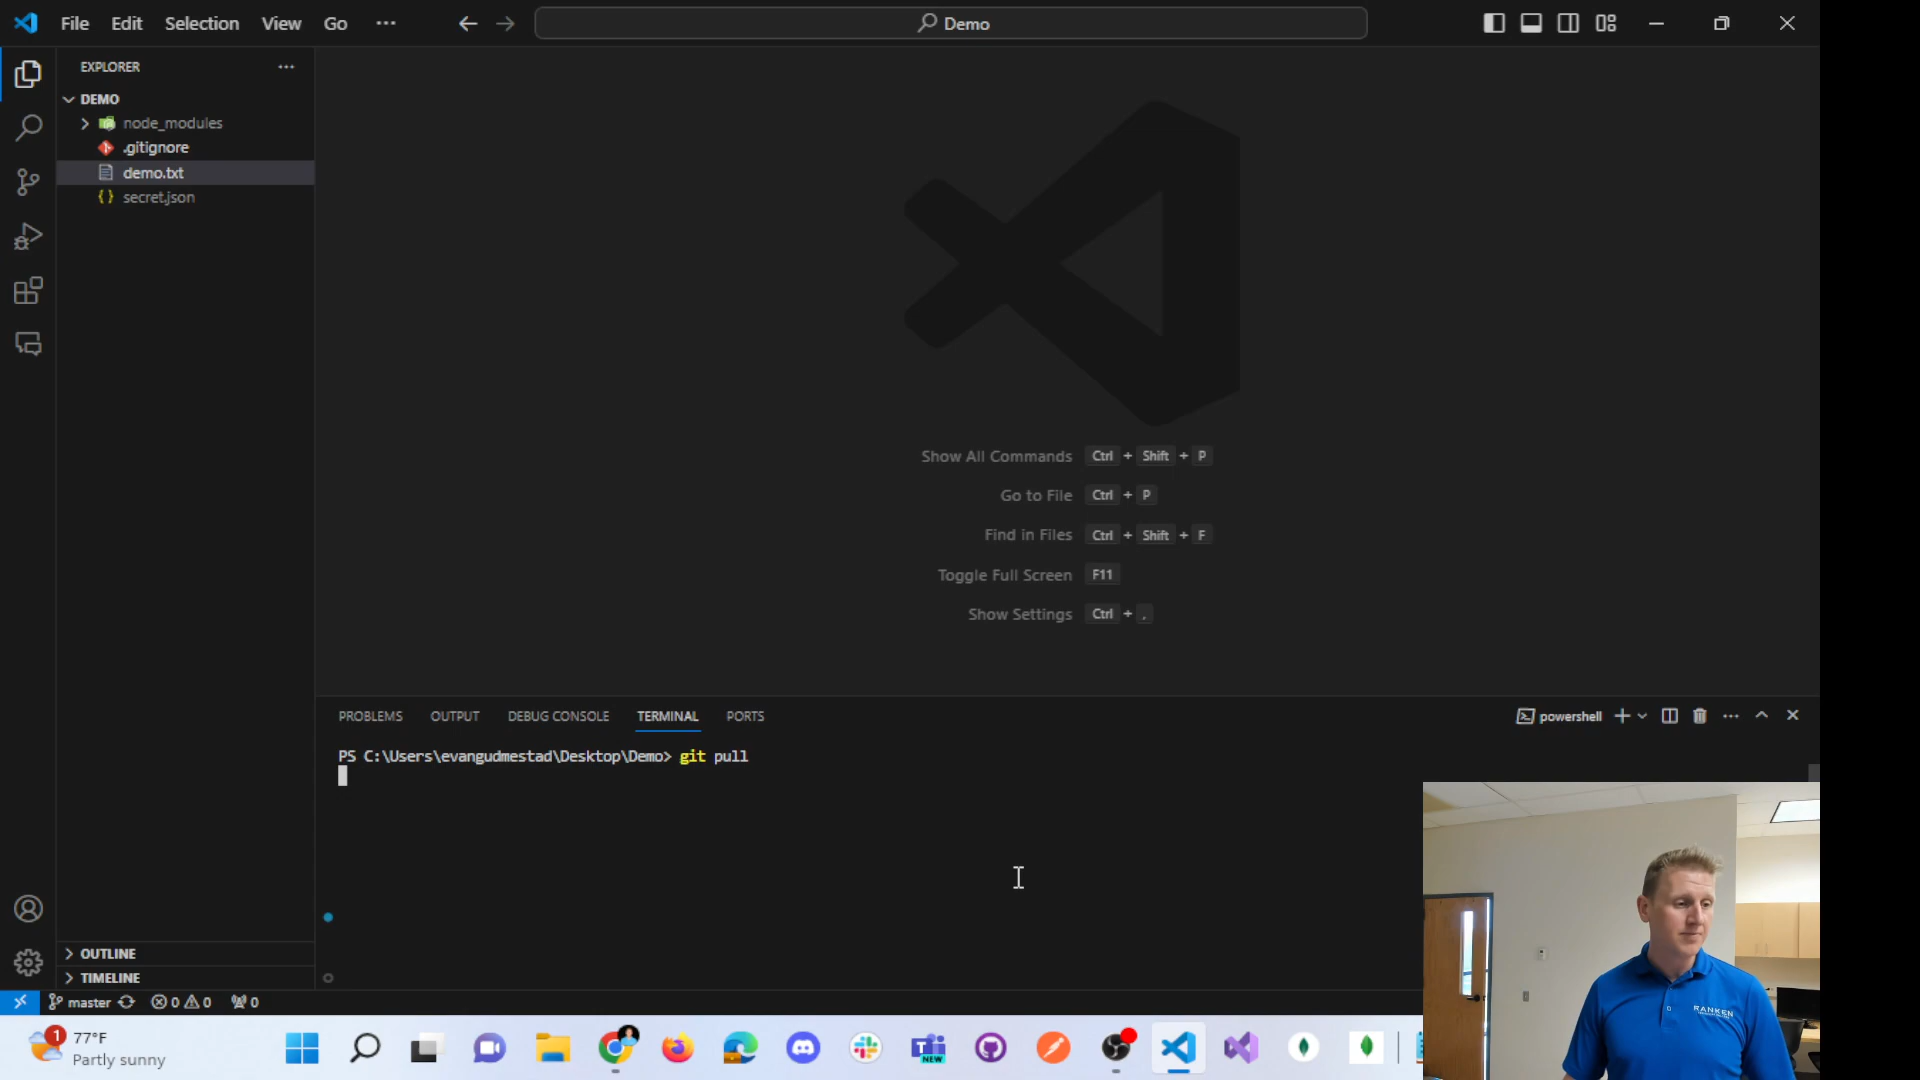 File Edit Selection View Go ···
Demo
EXPLORER ···
DEMO
node_modules
.gitignore
demo.txt
secret.json
Show All Commands Ctrl + Shift + P
Go to File Ctrl + P
Find in Files Ctrl + Shift + F
Toggle Full Screen F11
Show Settings Ctrl + ,
PROBLEMS OUTPUT DEBUG CONSOLE TERMINAL PORTS
powershell
PS C:\Users\evangudmestad\Desktop\Demo> git pull
OUTLINE
TIMELINE
master 0 0 0
1
77°F
Partly sunny
NEW
RANKEN